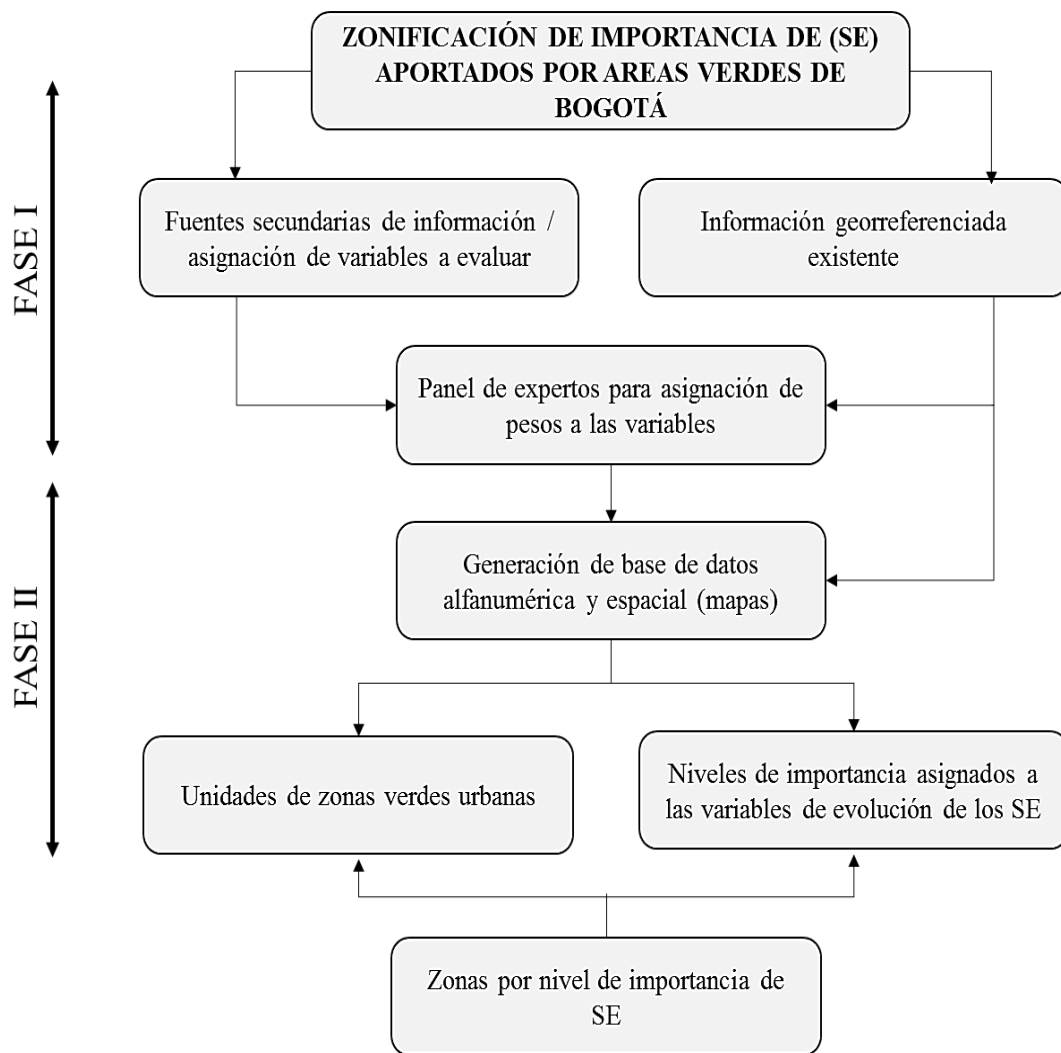 ZONIFICACIÓN DE IMPORTANCIA DE (SE)
APORTADOS POR AREAS VERDES DE
BOGOTÁ
FASE I
Fuentes secundarias de información /
asignación de variables a evaluar
Información georreferenciada
existente
Panel de expertos para asignación de
pesos a las variables
FASE II
Generación de base de datos
alfanumérica y espacial (mapas)
Unidades de zonas verdes urbanas
Niveles de importancia asignados a
las variables de evolución de los SE
Zonas por nivel de importancia de
SE